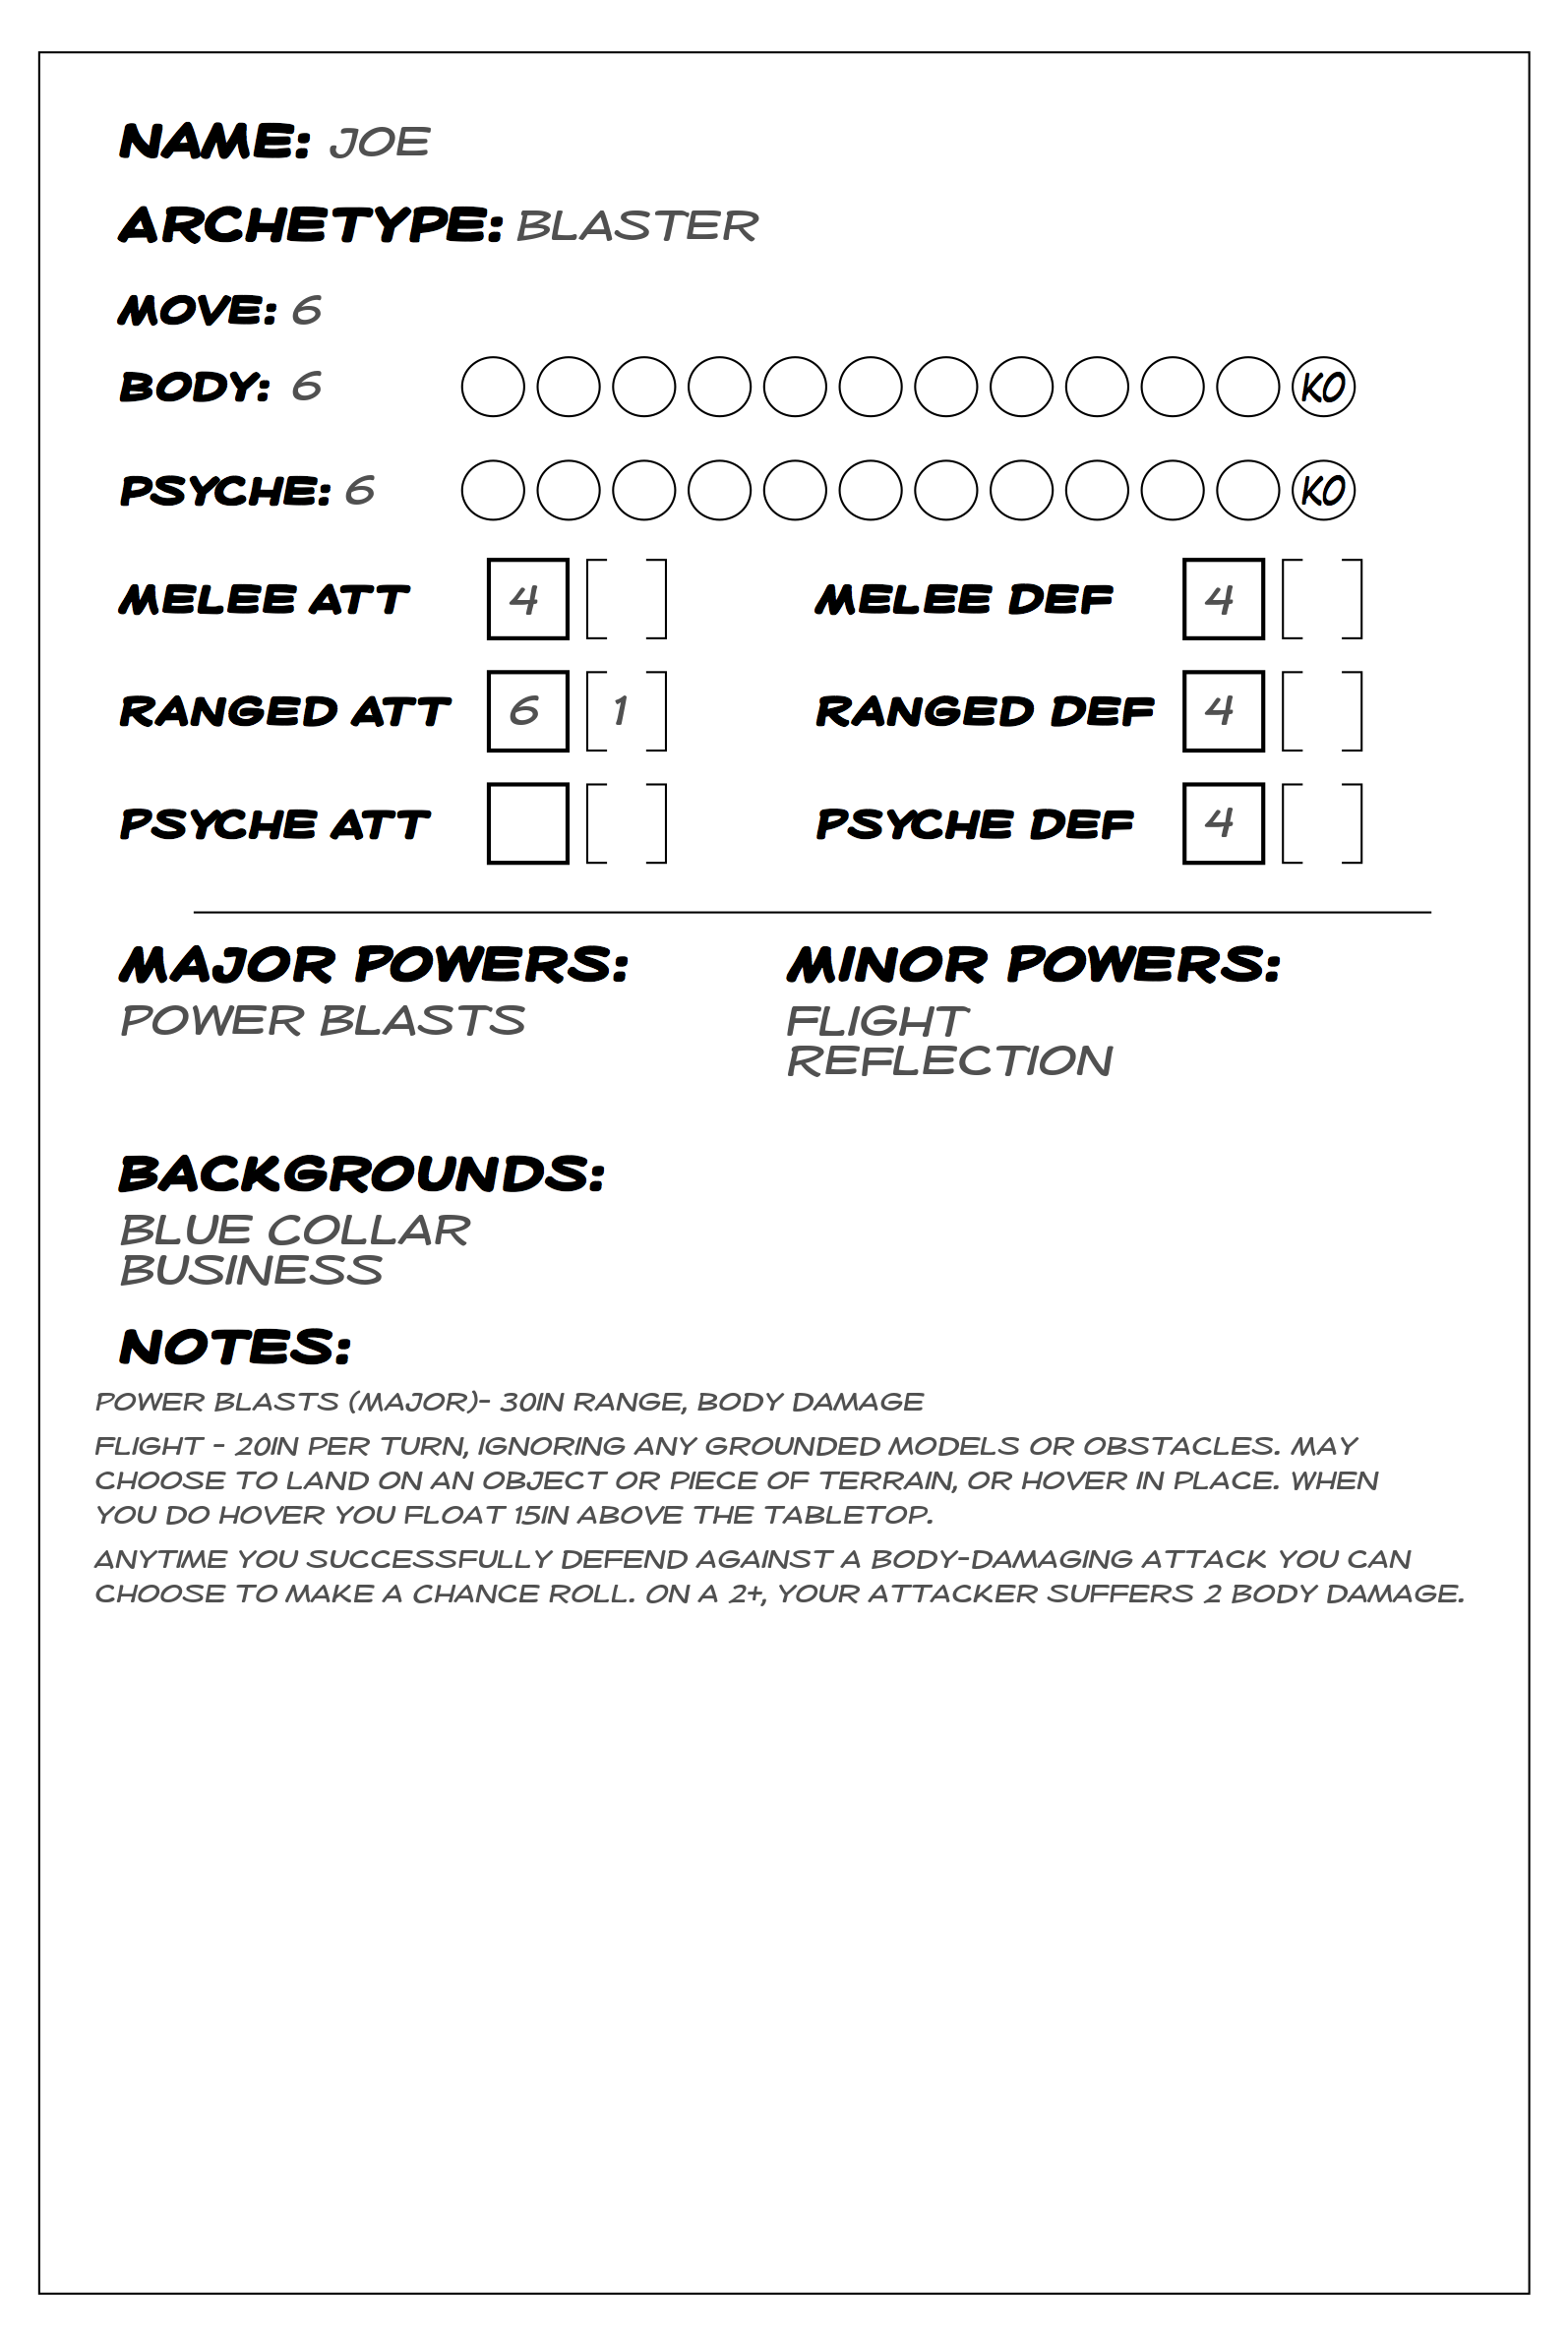 NAME: JOE
ARCHETYPE: BLASTER
MOVE: 6
BODY: 6 KO
PSYCHE: 6 KO
MELEE ATT 4 [ ] MELEE DEF 4 [ ]
RANGED ATT 6 [ 1 ] RANGED DEF 4 [ ]
PSYCHE ATT [ ] PSYCHE DEF 4 [ ]
MAJOR POWERS:
POWER BLASTS
MINOR POWERS:
FLIGHT
REFLECTION
BACKGROUNDS:
BLUE COLLAR
BUSINESS
NOTES:
POWER BLASTS (MAJOR)- 30IN RANGE, BODY DAMAGE
FLIGHT - 20IN PER TURN, IGNORING ANY GROUNDED MODELS OR OBSTACLES. MAY
CHOOSE TO LAND ON AN OBJECT OR PIECE OF TERRAIN, OR HOVER IN PLACE. WHEN
YOU DO HOVER YOU FLOAT 15IN ABOVE THE TABLETOP.
ANYTIME YOU SUCCESSFULLY DEFEND AGAINST A BODY-DAMAGING ATTACK YOU CAN
CHOOSE TO MAKE A CHANCE ROLL. ON A 2+, YOUR ATTACKER SUFFERS 2 BODY DAMAGE.